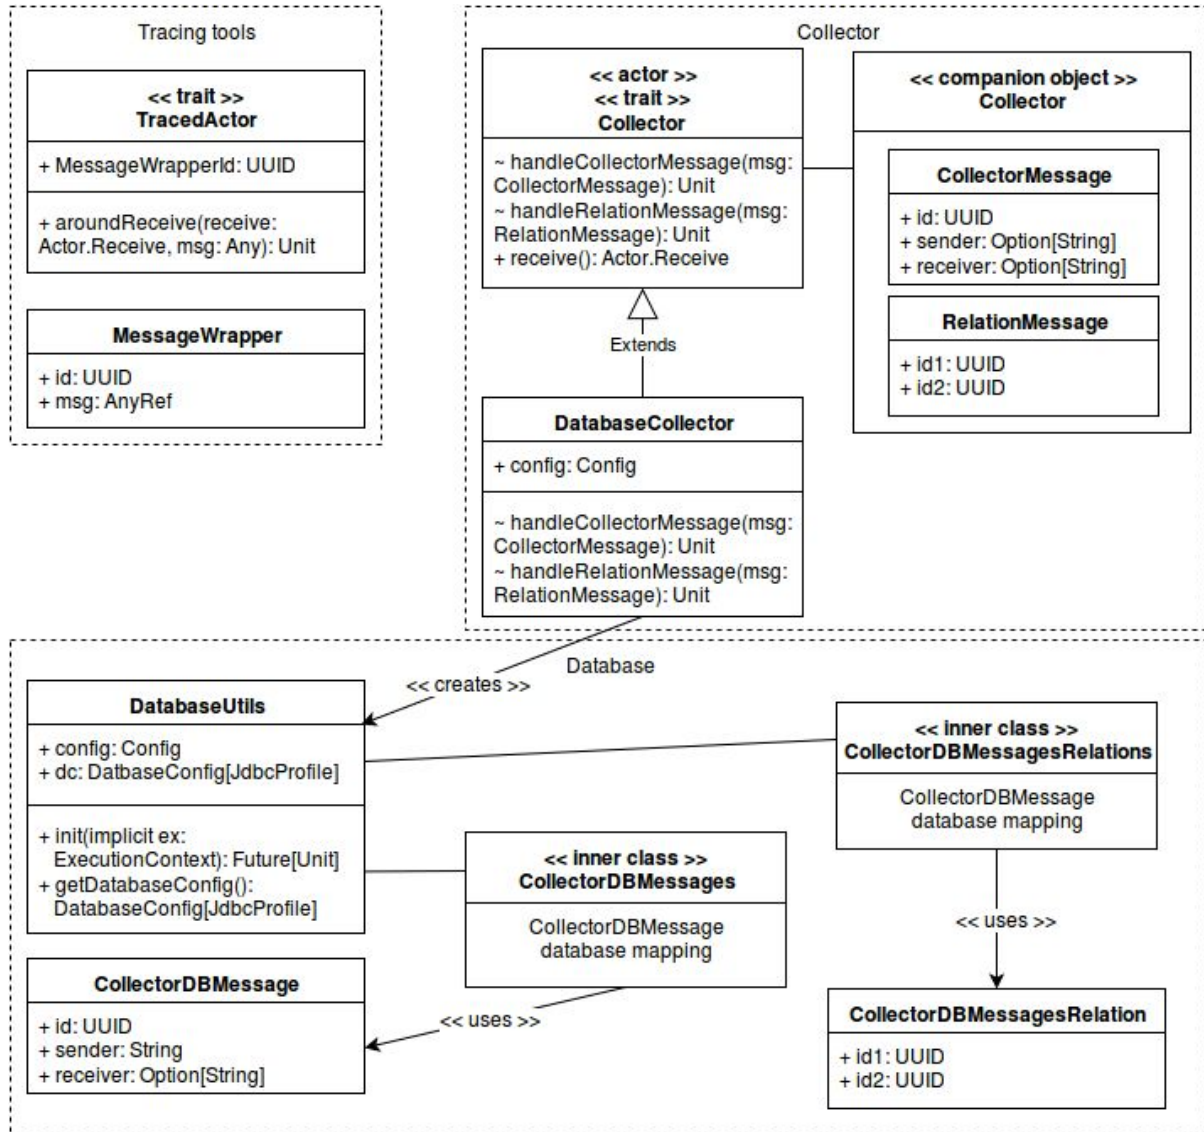 Tracing tools
<< trait >>
TracedActor
+ MessageWrapperId: UUID
+ aroundReceive(receive:
Actor.Receive, msg: Any): Unit
MessageWrapper
+ id: UUID
+ msg: AnyRef
Collector
<< actor >>
<< trait >>
Collector
~ handleCollectorMessage(msg:
CollectorMessage): Unit
~ handleRelationMessage(msg:
RelationMessage): Unit
+ receive(): Actor.Receive
<< companion object >>
Collector
CollectorMessage
+ id: UUID
+ sender: Option[String]
+ receiver: Option[String]
RelationMessage
+ id1: UUID
+ id2: UUID
Extends
DatabaseCollector
+ config: Config
~ handleCollectorMessage(msg:
CollectorMessage): Unit
~ handleRelationMessage(msg:
RelationMessage): Unit
Database
<< creates >>
DatabaseUtils
+ config: Config
+ dc: DatbaseConfig[JdbcProfile]
+ init(implicit ex:
ExecutionContext): Future[Unit]
+ getDatabaseConfig():
DatabaseConfig[JdbcProfile]
<< inner class >>
CollectorDBMessagesRelations
CollectorDBMessage
database mapping
<< inner class >>
CollectorDBMessages
CollectorDBMessage
database mapping
<< uses >>
CollectorDBMessage
+ id: UUID
+ sender: String
+ receiver: Option[String]
<< uses >>
CollectorDBMessagesRelation
+ id1: UUID
+ id2: UUID